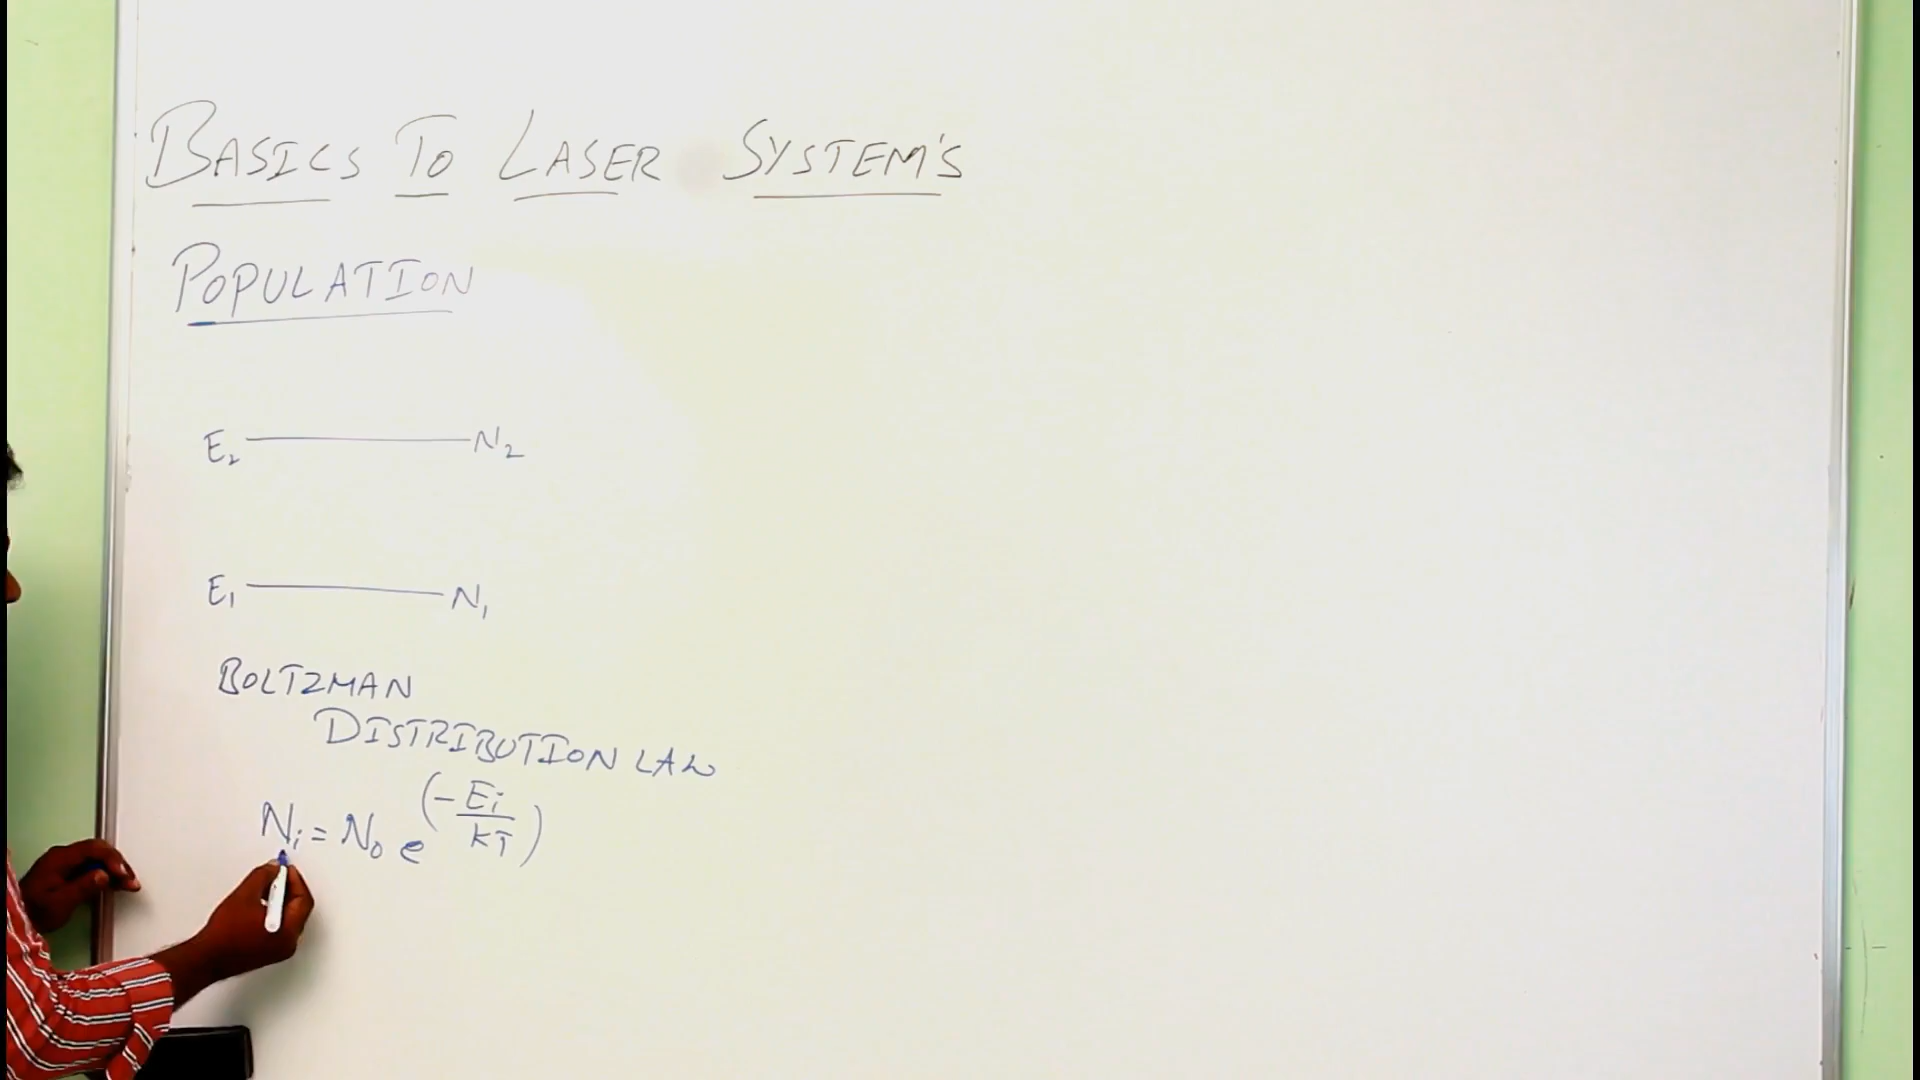 BASICS TO LASER SYSTEM'S
POPULATION
E₂ N₂
E₁ N₁
BOLTZMAN
DISTRIBUTION LAW
Nᵢ = N₀ e^(-Eᵢ/kT)